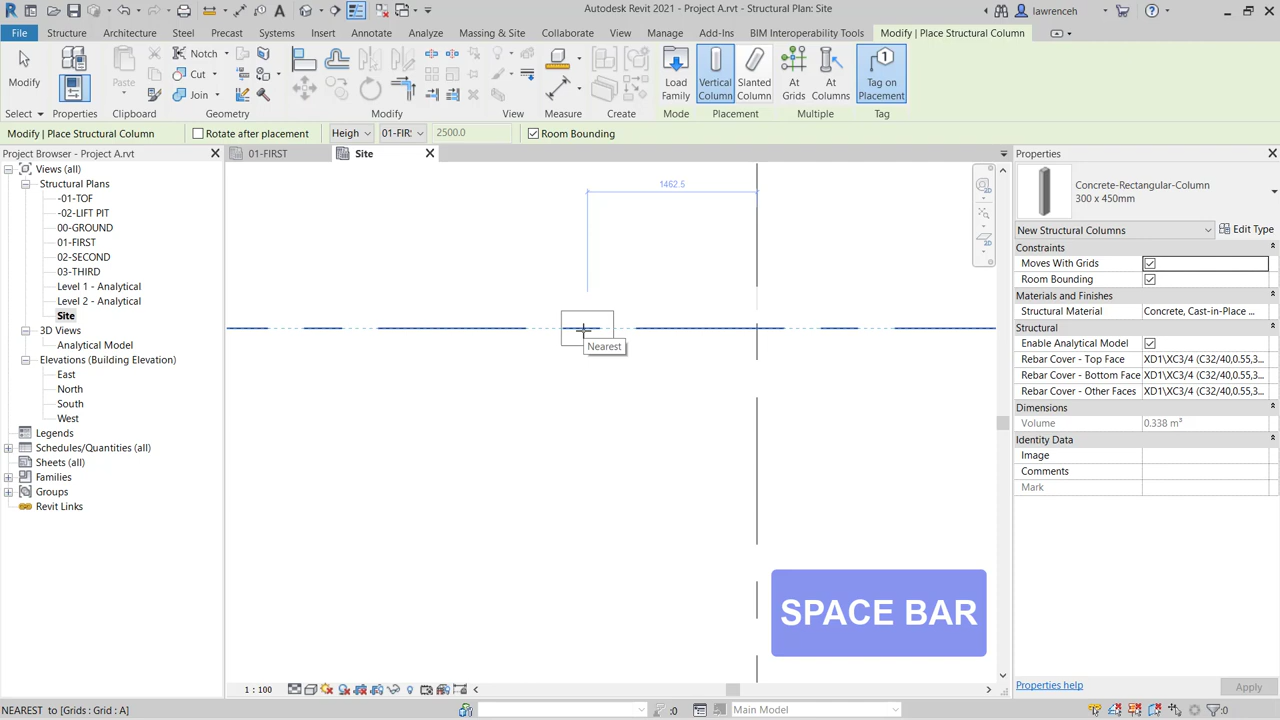 Autodesk Revit 2021 - Project A.rvt - Structural Plan: Site
lawrenceh
File
Structure
Architecture
Steel
Precast
Systems
Insert
Annotate
Analyze
Massing & Site
Collaborate
View
Manage
Add-Ins
BIM Interoperability Tools
Modify | Place Structural Column
Modify
Paste
Notch
Cut
Join
Load
Family
Vertical
Column
Slanted
Column
At
Grids
At
Columns
Tag on
Placement
Select
Properties
Clipboard
Geometry
Modify
View
Measure
Create
Mode
Placement
Multiple
Tag
Modify | Place Structural Column
Rotate after placement
Heigh
01-FIR:
2500.0
Room Bounding
Project Browser - Project A.rvt
Views (all)
Structural Plans
-01-TOF
-02-LIFT PIT
00-GROUND
01-FIRST
02-SECOND
03-THIRD
Level 1 - Analytical
Level 2 - Analytical
Site
3D Views
Analytical Model
Elevations (Building Elevation)
East
North
South
West
Legends
Schedules/Quantities (all)
Sheets (all)
Families
Groups
Revit Links
01-FIRST
Site
1462.5
Nearest
SPACE BAR
2D
2D
1 : 100
Properties
Concrete-Rectangular-Column
300 x 450mm
New Structural Columns
Edit Type
Constraints
Moves With Grids
Room Bounding
Materials and Finishes
Structural Material Concrete, Cast-in-Place ...
Structural
Enable Analytical Model
Rebar Cover - Top Face XD1\XC3/4 (C32/40,0.55,3...
Rebar Cover - Bottom Face XD1\XC3/4 (C32/40,0.55,3...
Rebar Cover - Other Faces XD1\XC3/4 (C32/40,0.55,3...
Dimensions
Volume 0.338 m³
Identity Data
Image
Comments
Mark
Properties help
Apply
NEAREST to [Grids : Grid : A]
:0
Main Model
:0